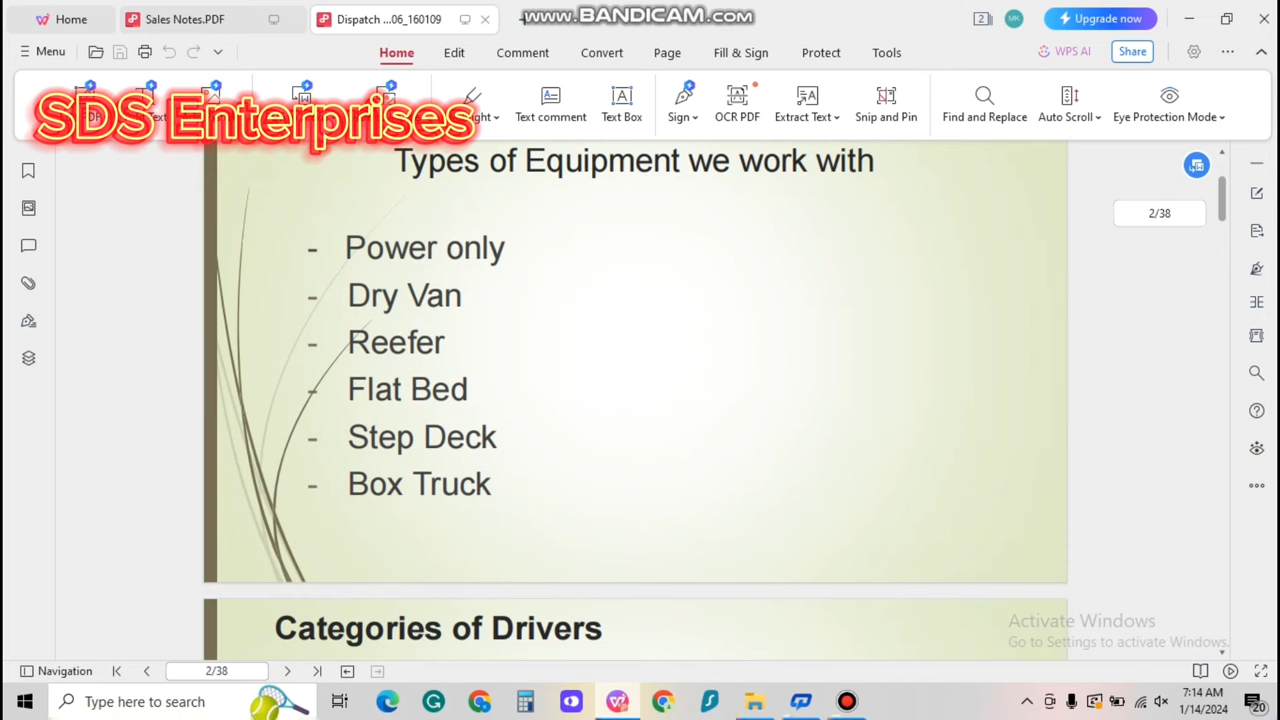 Home
Sales Notes.PDF
Dispatch ...06_160109
www.BANDICAM.com
2
MK
Upgrade now
Menu
Home
Edit
Comment
Convert
Page
Fill & Sign
Protect
Tools
WPS AI
Share
SDS Enterprises
Text comment
Text Box
Sign
OCR PDF
Extract Text
Snip and Pin
Find and Replace
Auto Scroll
Eye Protection Mode
Types of Equipment we work with
2/38
- Power only
- Dry Van
- Reefer
- Flat Bed
- Step Deck
- Box Truck
Categories of Drivers
Activate Windows
Go to Settings to activate Windows.
Navigation
2/38
Type here to search
7:14 AM
1/14/2024
20